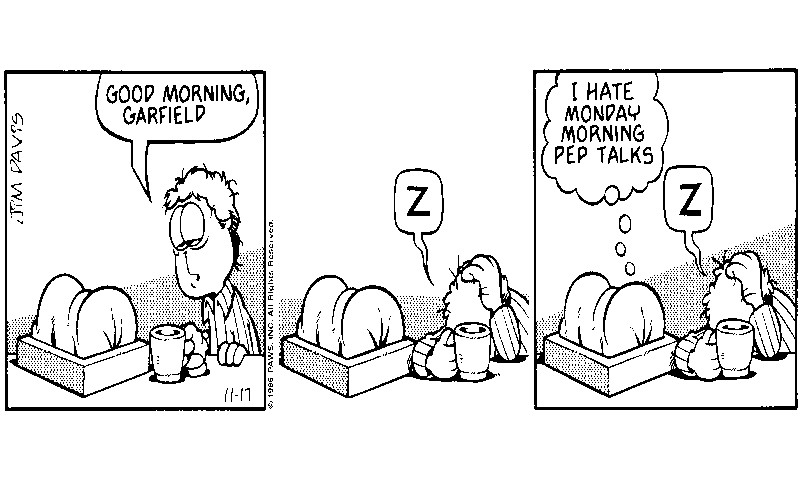 JIM DAVIS
GOOD MORNING,
GARFIELD
11-17
© 1986 PAWS, INC. All Rights Reserved.
Z
I HATE
MONDAY
MORNING
PEP TALKS
Z